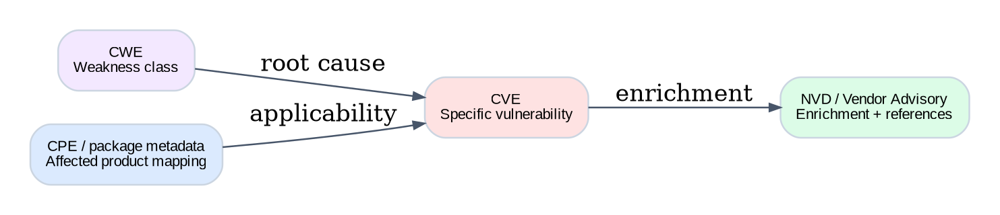 CWE
Weakness class
root cause
CPE / package metadata
Affected product mapping
applicability
CVE
Specific vulnerability
enrichment
NVD / Vendor Advisory
Enrichment + references